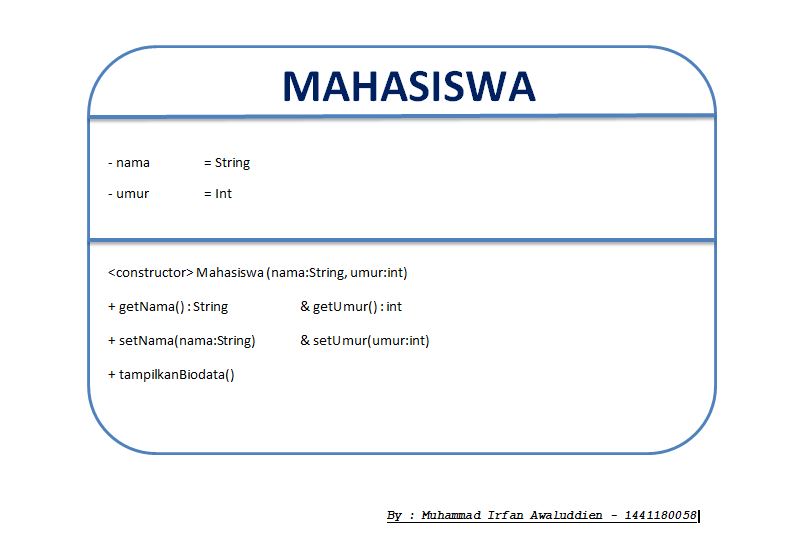 MAHASISWA
- nama = String
- umur = Int
<constructor> Mahasiswa (nama:String, umur:int)
+ getNama() : String & getUmur() : int
+ setNama(nama:String) & setUmur(umur:int)
+ tampilkanBiodata()
By : Muhammad Irfan Awaluddien - 1441180058